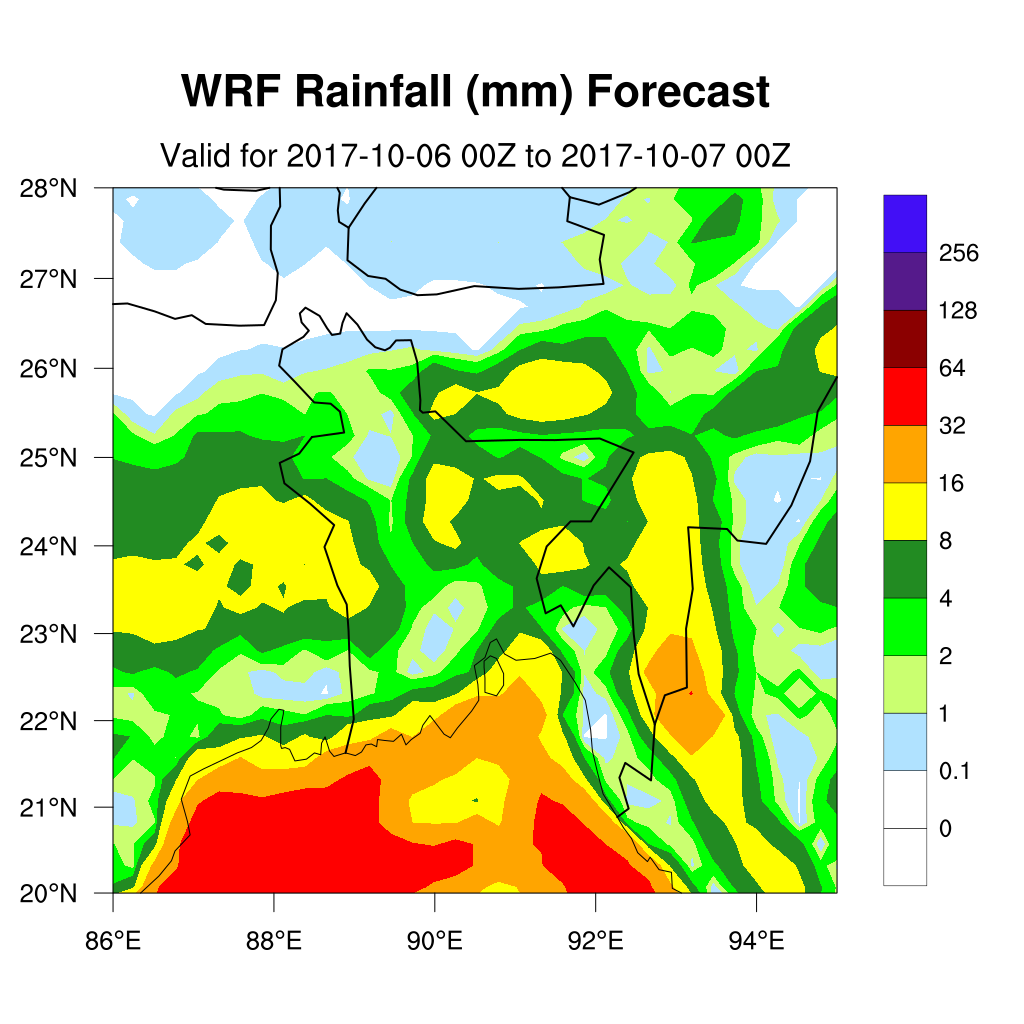 WRF Rainfall (mm) Forecast
Valid for 2017-10-06 00Z to 2017-10-07 00Z
28°N
27°N
26°N
25°N
24°N
23°N
22°N
21°N
20°N
86°E
88°E
90°E
92°E
94°E
256
128
64
32
16
8
4
2
1
0.1
0